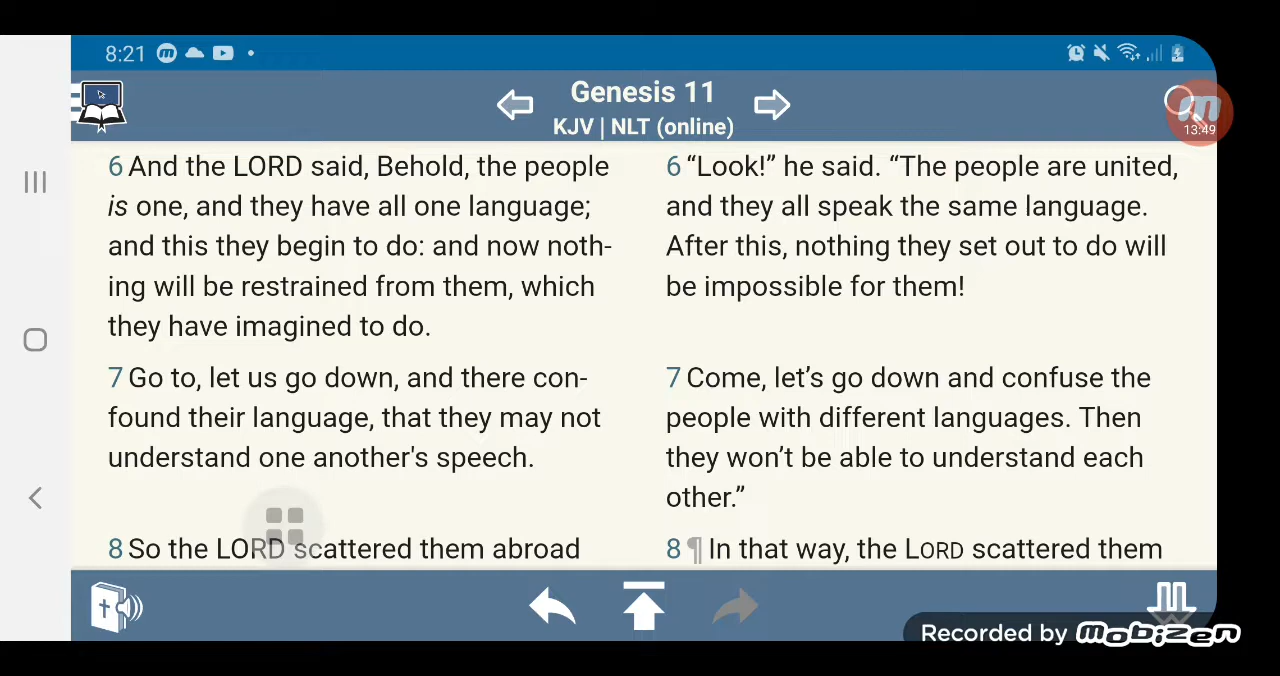 8:21
Genesis 11
KJV | NLT (online)
13:49
6 And the LORD said, Behold, the people
is one, and they have all one language;
and this they begin to do: and now noth-
ing will be restrained from them, which
they have imagined to do.
7 Go to, let us go down, and there con-
found their language, that they may not
understand one another's speech.
8 So the LORD scattered them abroad
6 “Look!” he said. “The people are united,
and they all speak the same language.
After this, nothing they set out to do will
be impossible for them!
7 Come, let’s go down and confuse the
people with different languages. Then
they won’t be able to understand each
other.”
8 ¶ In that way, the LORD scattered them
Recorded by Mobizen